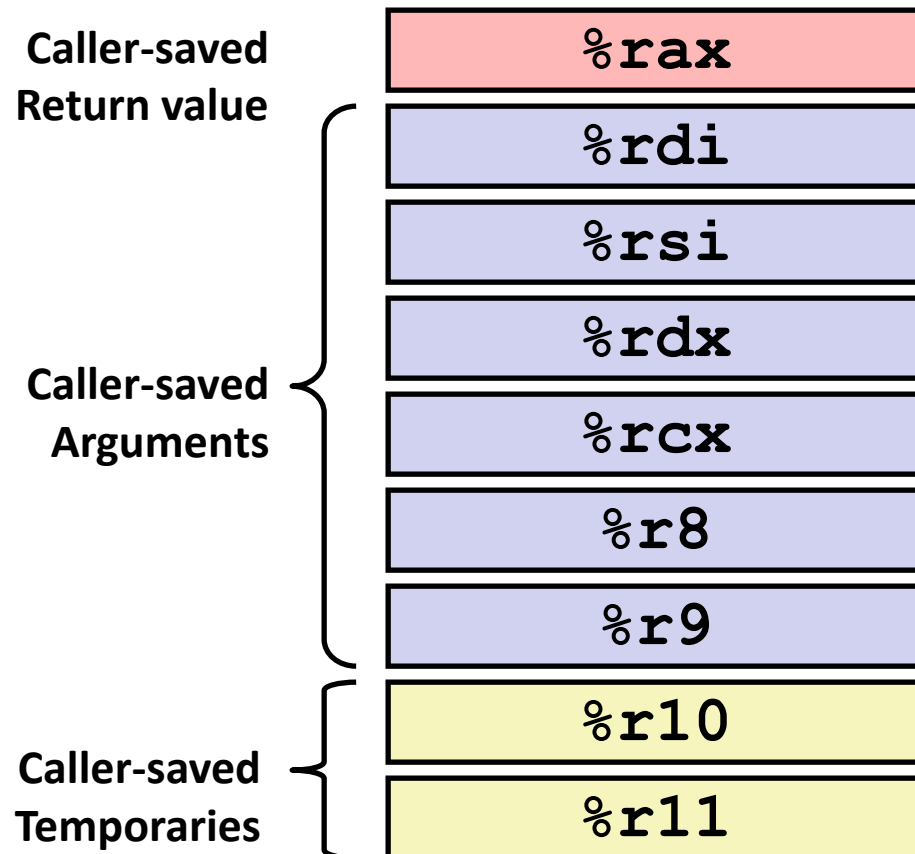 Caller-saved
Return value
%rax
%rdi
%rsi
%rdx
Caller-saved
Arguments
%rcx
%r8
%r9
%r10
Caller-saved
Temporaries
%r11